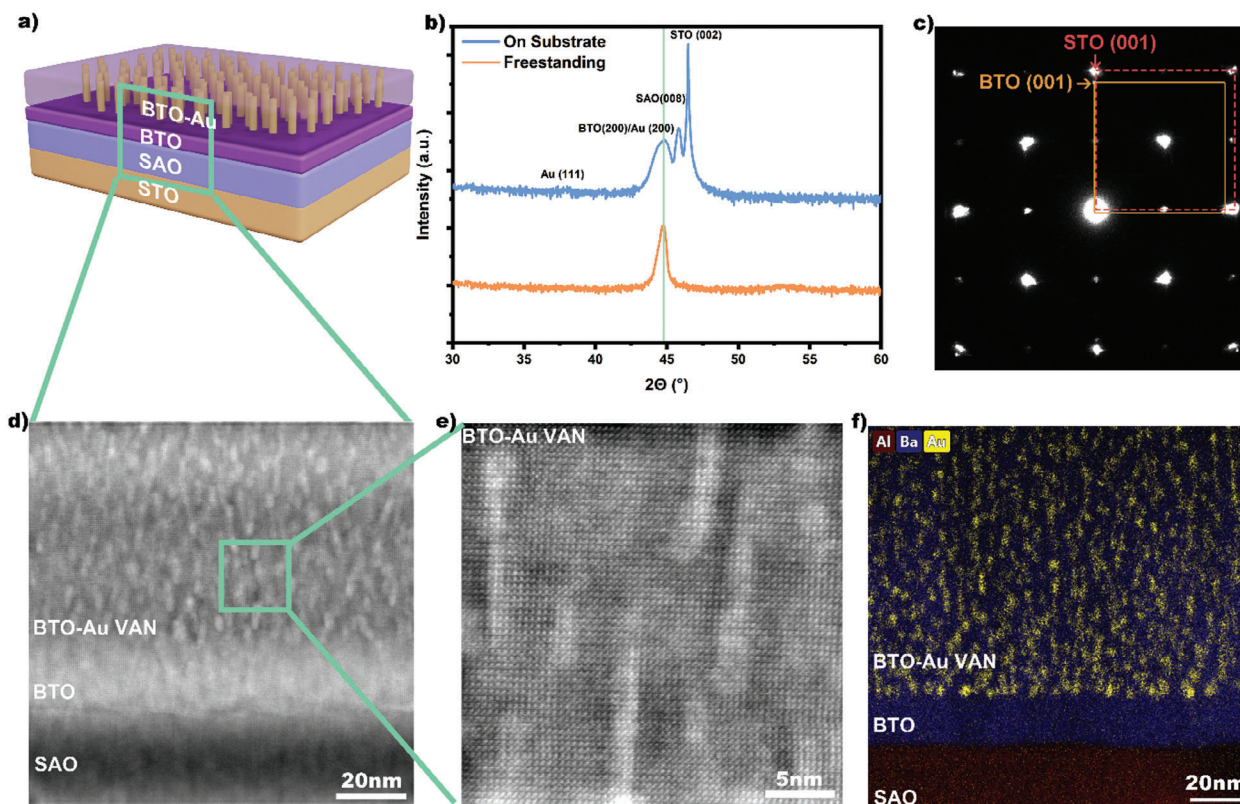 a)
BTO-Au
BTO
SAO
STO
b)
On Substrate
Freestanding
STO (002)
SAO(008)
BTO(200)/Au (200)
Au (111)
Intensity (a.u.)
30 35 40 45 50 55 60
2Θ (°)
c)
STO (001)
BTO (001)
d)
BTO-Au VAN
BTO
SAO
20nm
e)
BTO-Au VAN
5nm
f)
Al Ba Au
BTO-Au VAN
BTO
SAO
20nm